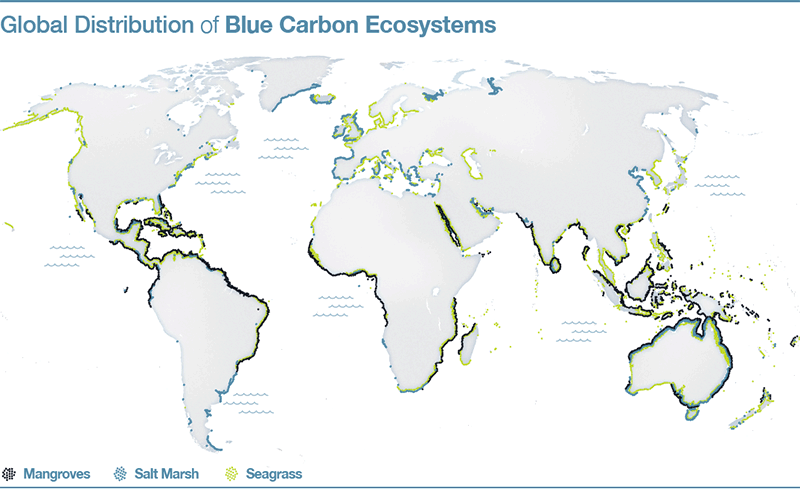 Global Distribution of Blue Carbon Ecosystems
Mangroves Salt Marsh Seagrass